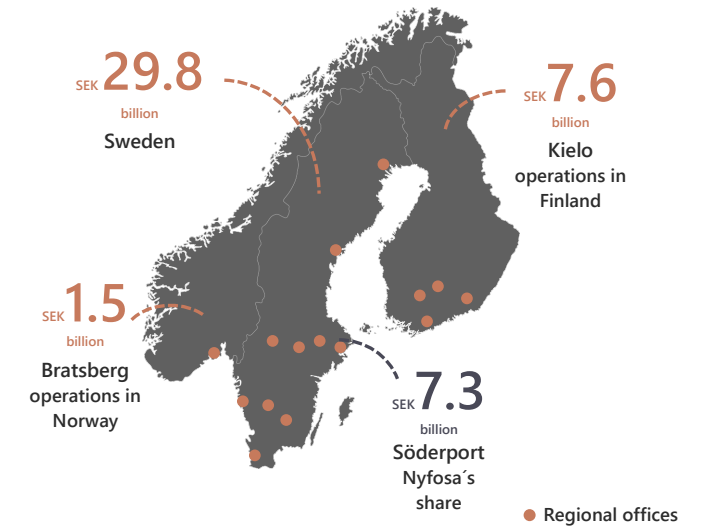 SEK 29.8
billion
Sweden
SEK 7.6
billion
Kielo
operations in
Finland
SEK 1.5
billion
Bratsberg
operations in
Norway
SEK 7.3
billion
Söderport
Nyfosa´s
share
Regional offices